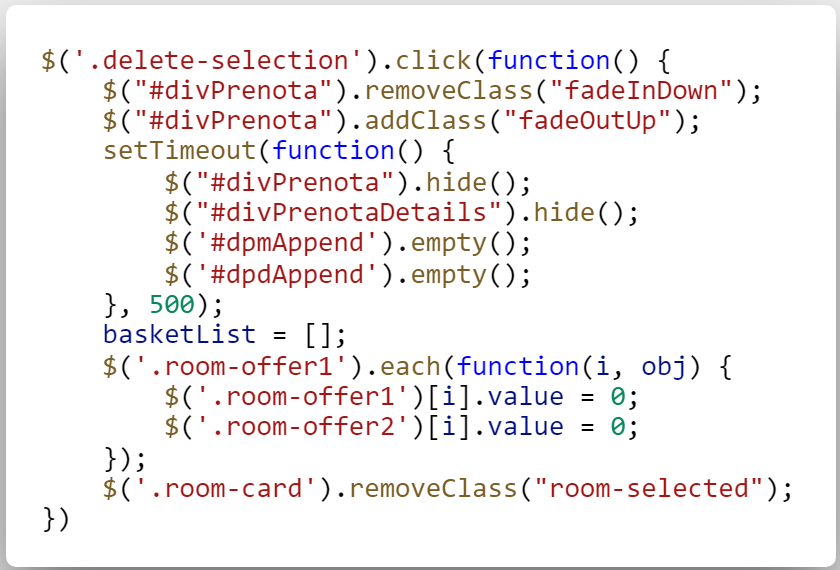 $('.delete-selection').click(function() {
    $("#divPrenota").removeClass("fadeInDown");
    $("#divPrenota").addClass("fadeOutUp");
    setTimeout(function() {
        $("#divPrenota").hide();
        $("#divPrenotaDetails").hide();
        $('#dpmAppend').empty();
        $('#dpdAppend').empty();
    }, 500);
    basketList = [];
    $('.room-offer1').each(function(i, obj) {
        $('.room-offer1')[i].value = 0;
        $('.room-offer2')[i].value = 0;
    });
    $('.room-card').removeClass("room-selected");
})